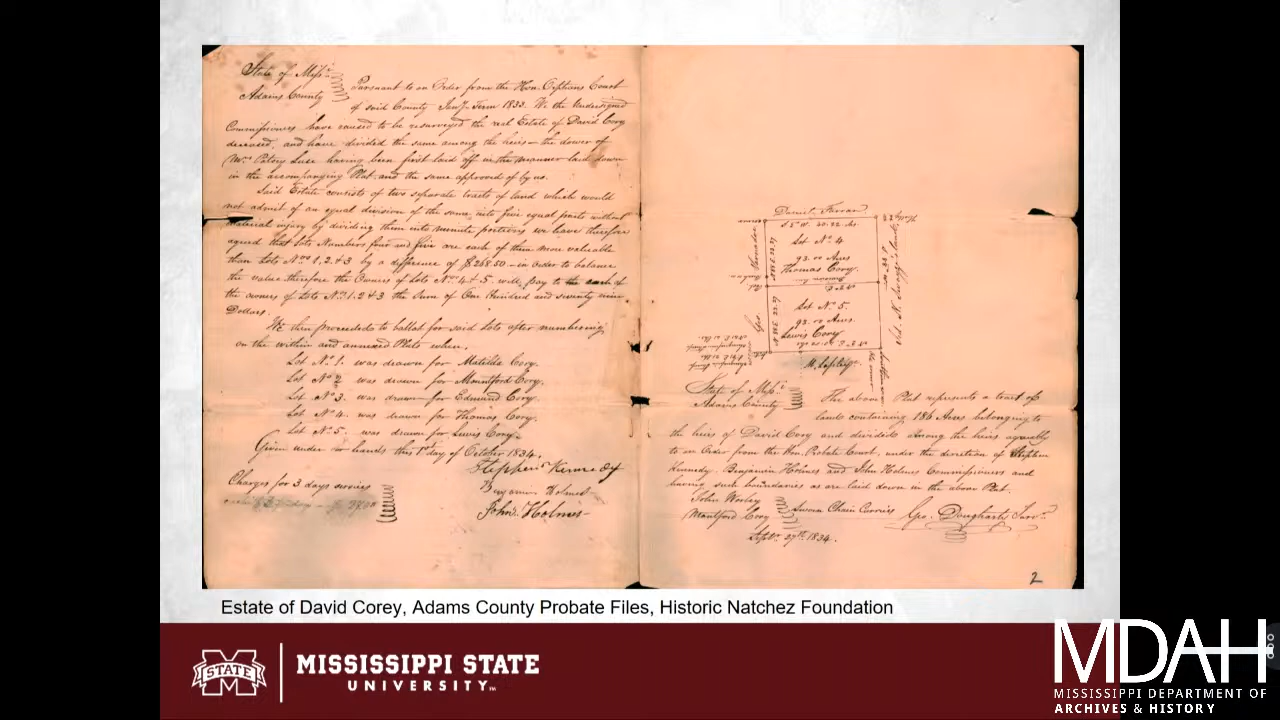 State of Missi
Adams County
Pursuant to an Order from the Hon. Orphans Court
of said County Jany Term 1833. We the Undersigned
Commissioners have caused to be resurveyed the real Estate of David Cory
deceased, and have divided the same among the heirs – the dower of
Mrs Luse having been first laid off in the manner laid down
in the accompanying Plat and the same approved of by us.
Said Estate consists of two separate tracts of land which would
not admit of an equal division of the same into five equal parts without
material injury by dividing them into minute portions we have therefore
agreed that Lots Numbers four and five are each of them more valuable
than Lots Nos 1, 2 & 3 by a difference of $268.50 – in order to balance
the value therefore the Owners of Lots Nos 4 & 5 will pay to the each of
the owners of Lots Nos 1. 2 & 3 the Sum of One Hundred and seventy nine
Dollars.
We then proceeded to ballot for said Lots after numbering
on the within and annexed Plats when,
Lot No 1. was drawn for Matilda Cory.
Lot No 2 was drawn for Mountford Cory.
Lot No 3. was drawn for Edmund Cory.
Lot No 4. was drawn for Thomas Cory.
Lot No 5. was drawn for Lewis Cory.
Given under our hands this 1st day of October 1834.
Stephen Kennedy
Benjamin Holmes
John Holmes
Charges for 3 days services
Daniel Farrar
Lot No 4
93.00 Acres
Thomas Cory
Lot No 5.
93.00 Acres
Lewis Cory
State of Missi
Adams County
The above Plat represents a tract of
land containing 186 Acres belonging to
the heirs of David Cory and divided among the heirs agreeably
to an Order from the Hon. Probate Court, under the direction of Stephen
Kennedy, Benjamin Holmes and John Holmes Commissioners and
having such boundaries as are laid down in the above Plat.
John Worley
Mountford Cory
Sworn Chain Carriers
Geo. Dougharty Survr
Septr 27th 1834.
2
Estate of David Corey, Adams County Probate Files, Historic Natchez Foundation
STATE
MISSISSIPPI STATE
UNIVERSITY™
MDAH
MISSISSIPPI DEPARTMENT OF
ARCHIVES & HISTORY